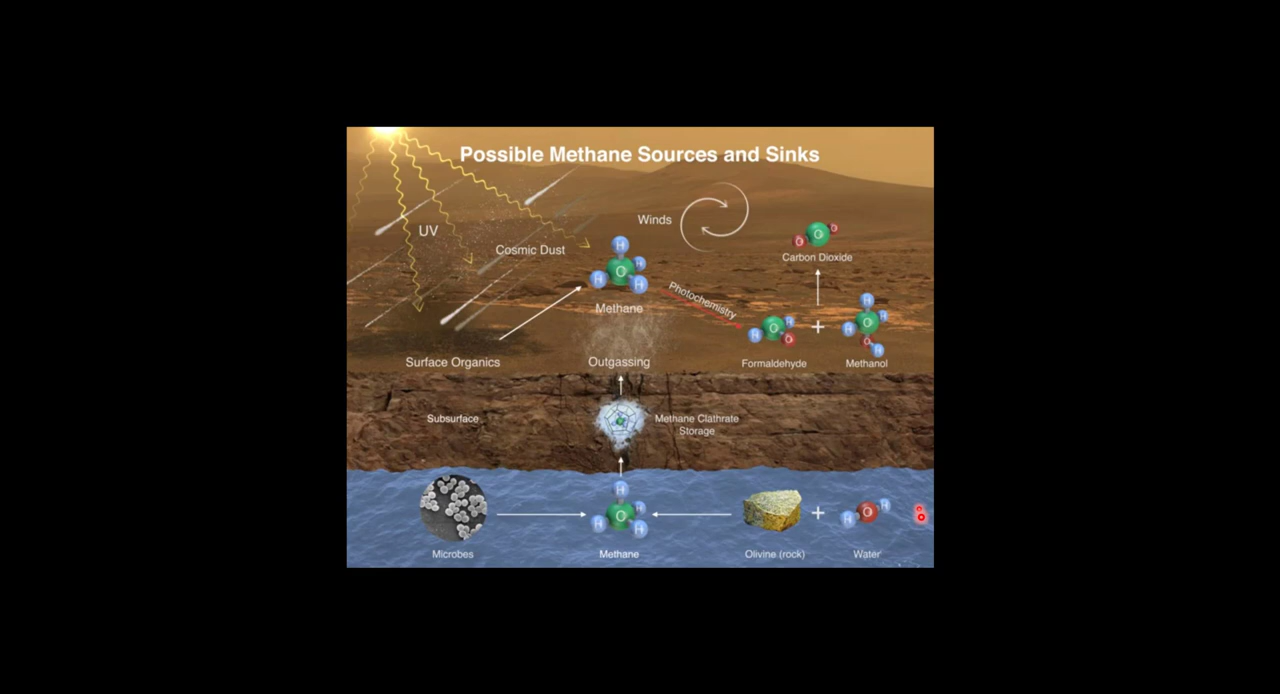 Possible Methane Sources and Sinks
UV
Winds
Cosmic Dust
H
H
O
H
H
O
O
O
Carbon Dioxide
Methane
Photochemistry
H
O
H
O
+
H
O
H
H
O
H
Surface Organics
Outgassing
Formaldehyde
Methanol
Subsurface
Methane Clathrate
Storage
H
H
O
H
H
+
H
O
H
Microbes
Methane
Olivine (rock)
Water